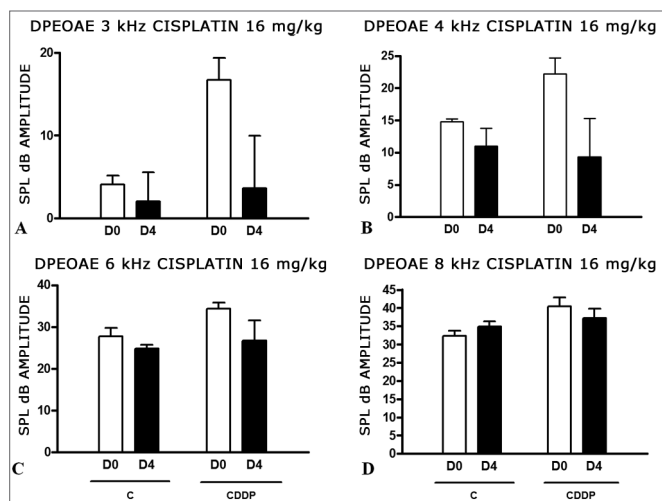 DPEOAE 3 kHz CISPLATIN 16 mg/kg
SPL dB AMPLITUDE
20
10
0
D0 D4 D0 D4
A
DPEOAE 4 kHz CISPLATIN 16 mg/kg
SPL dB AMPLITUDE
25
20
15
10
5
0
D0 D4 D0 D4
B
DPEOAE 6 kHz CISPLATIN 16 mg/kg
SPL dB AMPLITUDE
40
30
20
10
0
D0 D4 D0 D4
C
C CDDP
DPEOAE 8 kHz CISPLATIN 16 mg/kg
SPL dB AMPLITUDE
45
40
35
30
25
20
15
10
5
0
D0 D4 D0 D4
D
C CDDP